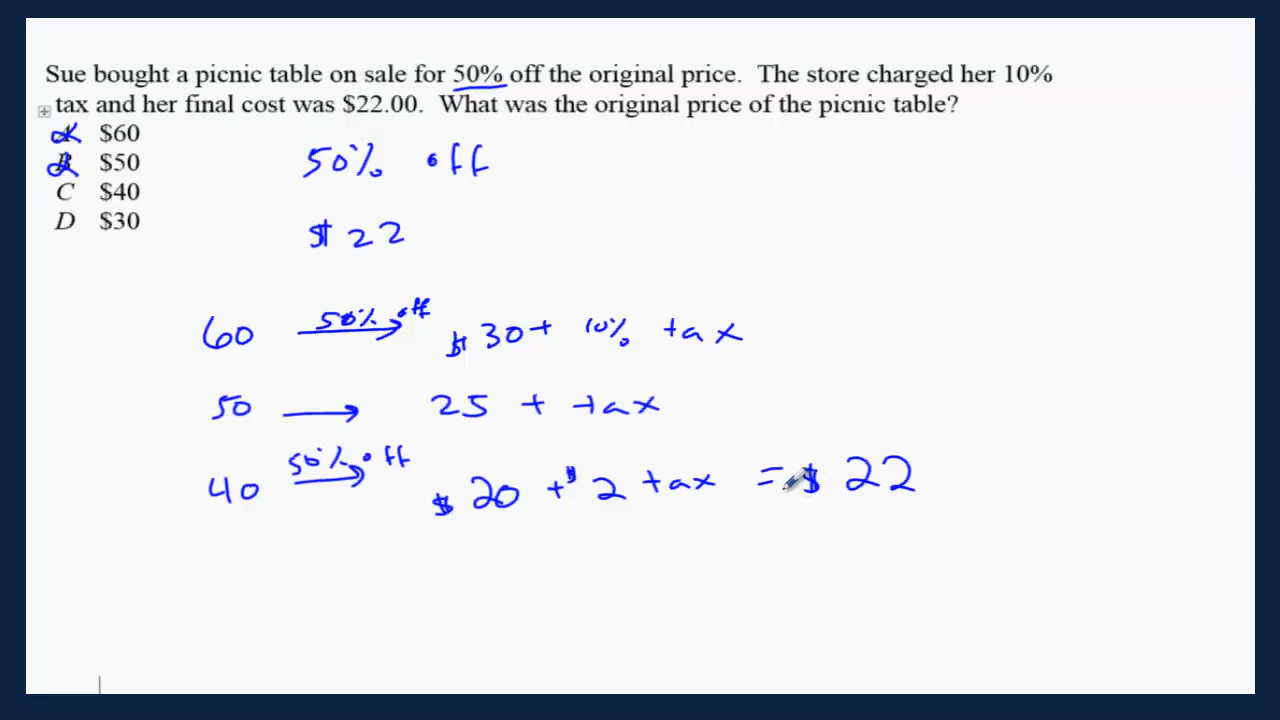 Sue bought a picnic table on sale for 50% off the original price. The store charged her 10%
tax and her final cost was $22.00. What was the original price of the picnic table?
A $60
B $50
C $40
D $30
50% off
$22
60 50% off $30 + 10% tax
50 25 + tax
40 50% off $20 + $2 tax = $22